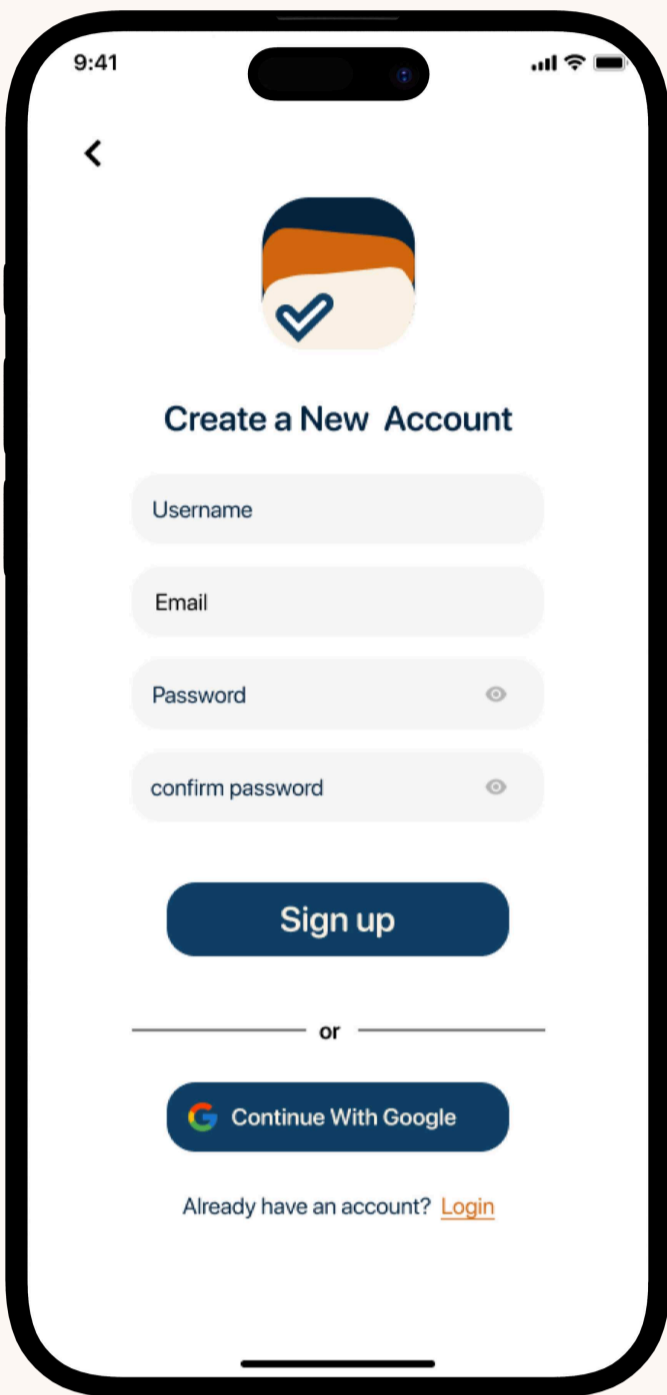 9:41
Create a New  Account
Username
Email
Password
confirm password
Sign up
or
Continue With Google
Already have an account? Login